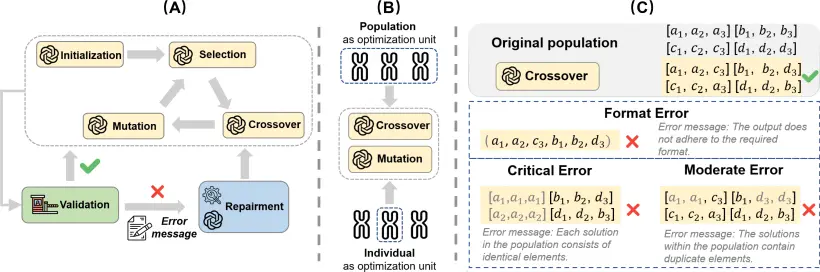 (A)
Initialization
Selection
Mutation
Crossover
Validation
Error
message
Repairment
(B)
Population
as optimization unit
Crossover
Mutation
Individual
as optimization unit
(C)
Original population
Crossover
[a₁, a₂, a₃] [b₁, b₂, b₃]
[c₁, c₂, c₃] [d₁, d₂, d₃]
[a₁, a₂, c₃] [b₁, b₂, d₃]
[c₁, c₂, a₃] [d₁, d₂, b₃]
Format Error
(a₁, a₂, c₃, b₁, b₂, d₃)
Error message: The output does
not adhere to the required
format.
Critical Error
[a₁,a₁,a₁] [b₁, b₂, d₃]
[a₂,a₂,a₂] [d₁, d₂, b₃]
Error message: Each solution
in the population consists of
identical elements.
Moderate Error
[a₁, a₁, c₃] [b₁, d₃, d₃]
[c₁, c₂, a₃] [d₁, d₂, b₃]
Error message: The solutions
within the population contain
duplicate elements.